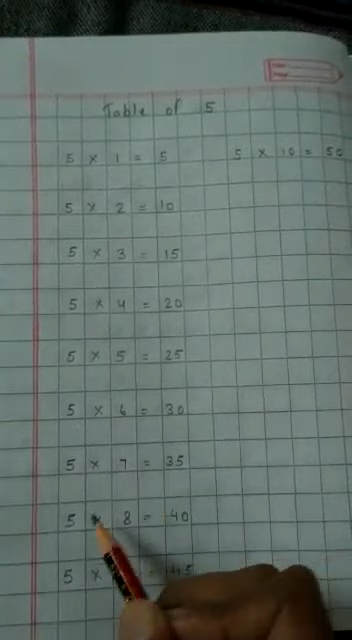 Table of 5
5 × 1 = 5
5 × 2 = 10
5 × 3 = 15
5 × 4 = 20
5 × 5 = 25
5 × 6 = 30
5 × 7 = 35
5 × 8 = 40
5 × = 45
5 × 10 = 50